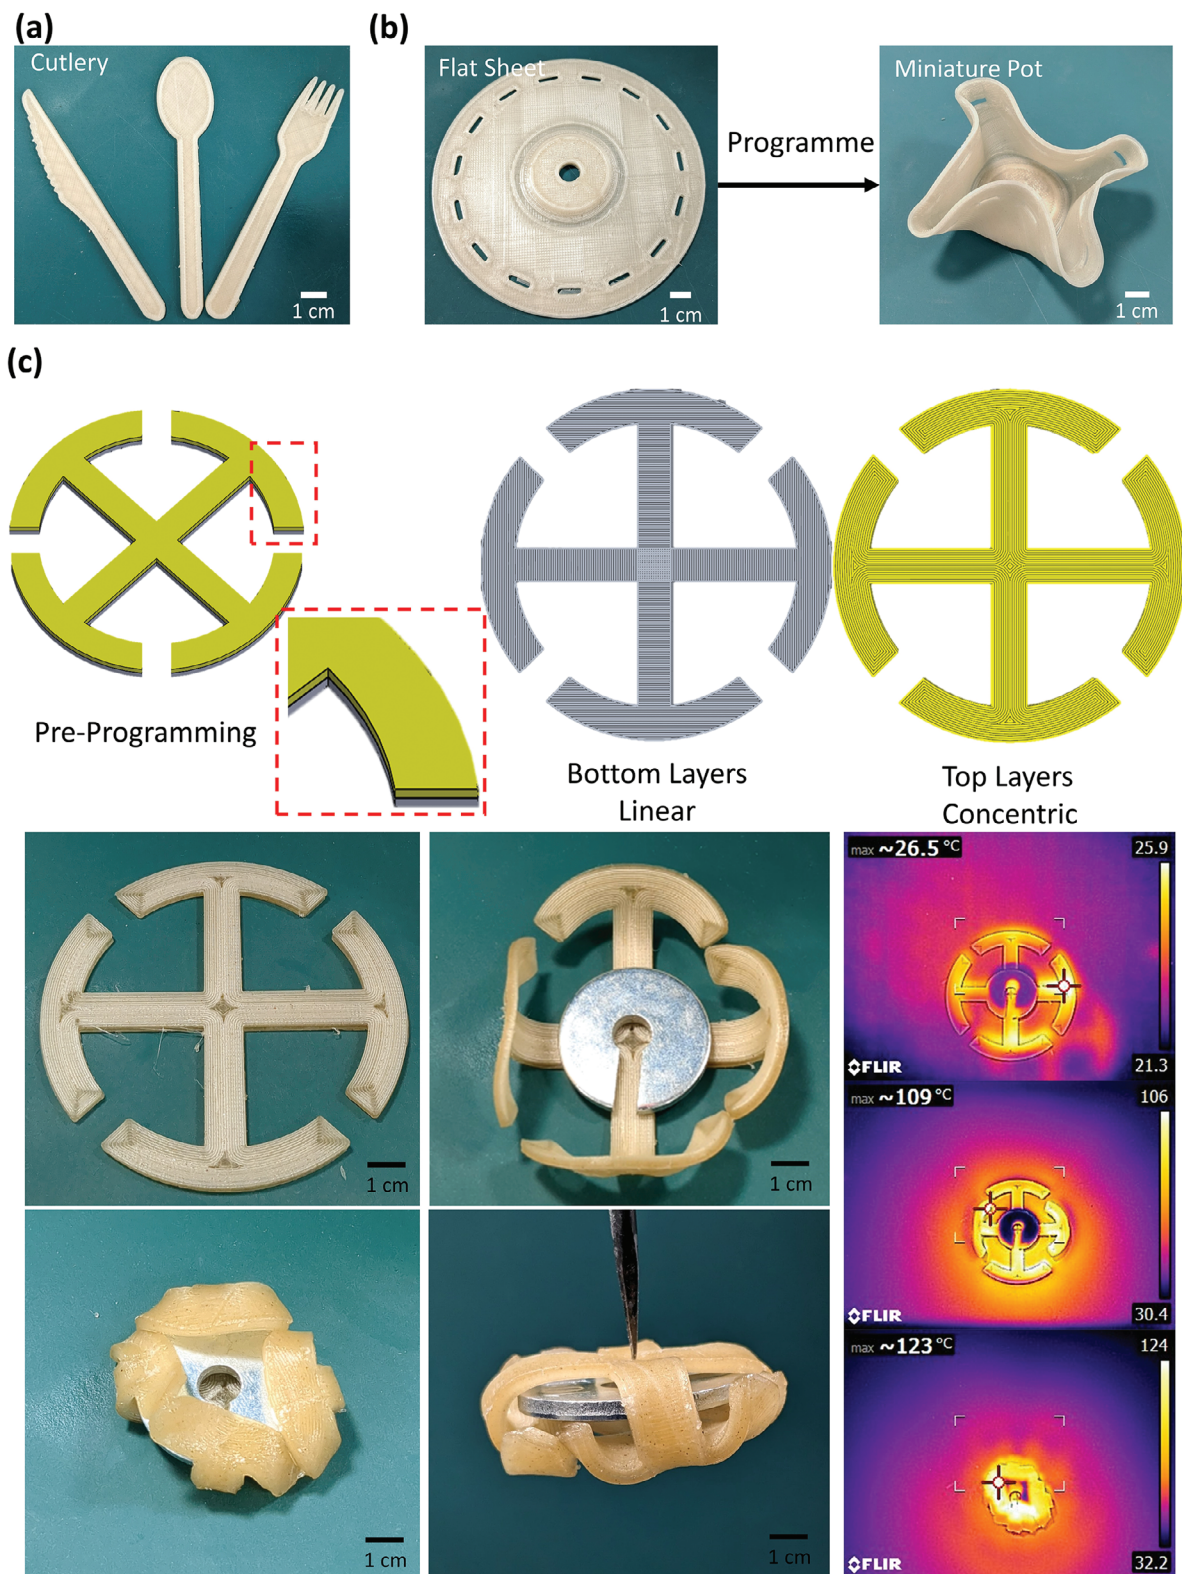 (a)
Cutlery
1 cm
(b)
Flat Sheet
1 cm
Programme
Miniature Pot
1 cm
(c)
Pre-Programming
Bottom Layers
Linear
Top Layers
Concentric
1 cm
1 cm
max ~26.5 °C
25.9
21.3
FLIR
max ~109 °C
106
30.4
FLIR
1 cm
1 cm
max ~123 °C
124
32.2
FLIR